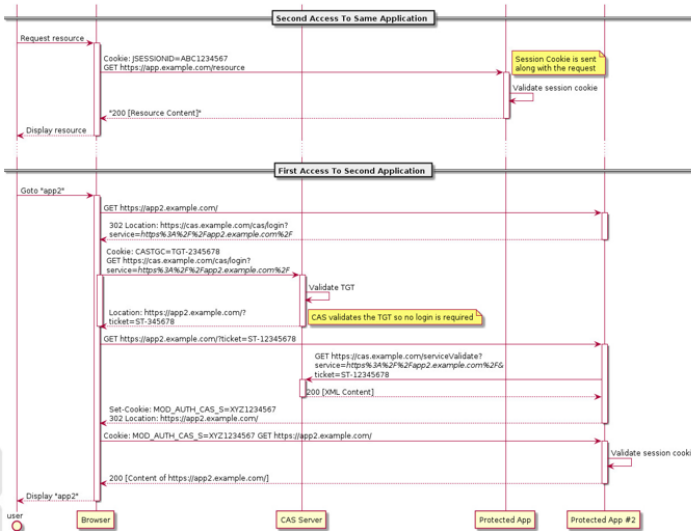 Second Access To Same Application
Request resource
Cookie: JSESSIONID=ABC1234567
GET https://app.example.com/resource
Session Cookie is sent
along with the request
Validate session cookie
"200 [Resource Content]"
Display resource
First Access To Second Application
Goto "app2"
GET https://app2.example.com/
302 Location: https://cas.example.com/cas/login?
service=https%3A%2F%2Fapp2.example.com%2F
Cookie: CASTGC=TGT-2345678
GET https://cas.example.com/cas/login?
service=https%3A%2F%2Fapp2.example.com%2F
Validate TGT
Location: https://app2.example.com/?
ticket=ST-345678
CAS validates the TGT so no login is required
GET https://app2.example.com/?ticket=ST-12345678
GET https://cas.example.com/serviceValidate?
service=https%3A%2F%2Fapp2.example.com%2F&
ticket=ST-12345678
200 [XML Content]
Set-Cookie: MOD_AUTH_CAS_S=XYZ1234567
302 Location: https://app2.example.com/
Cookie: MOD_AUTH_CAS_S=XYZ1234567 GET https://app2.example.com/
Validate session cooki
200 [Content of https://app2.example.com/]
Display "app2"
user
Browser
CAS Server
Protected App
Protected App #2